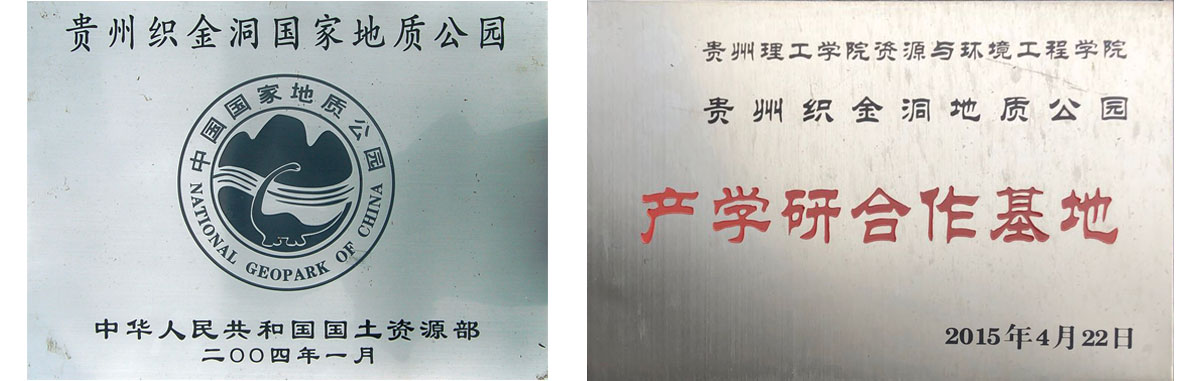 贵州织金洞国家地质公园
中国国家地质公园
NATIONAL GEOPARK OF CHINA
中华人民共和国国土资源部
二〇〇四年一月
贵州理工学院资源与环境工程学院
贵州织金洞地质公园
产学研合作基地
2015年4月22日